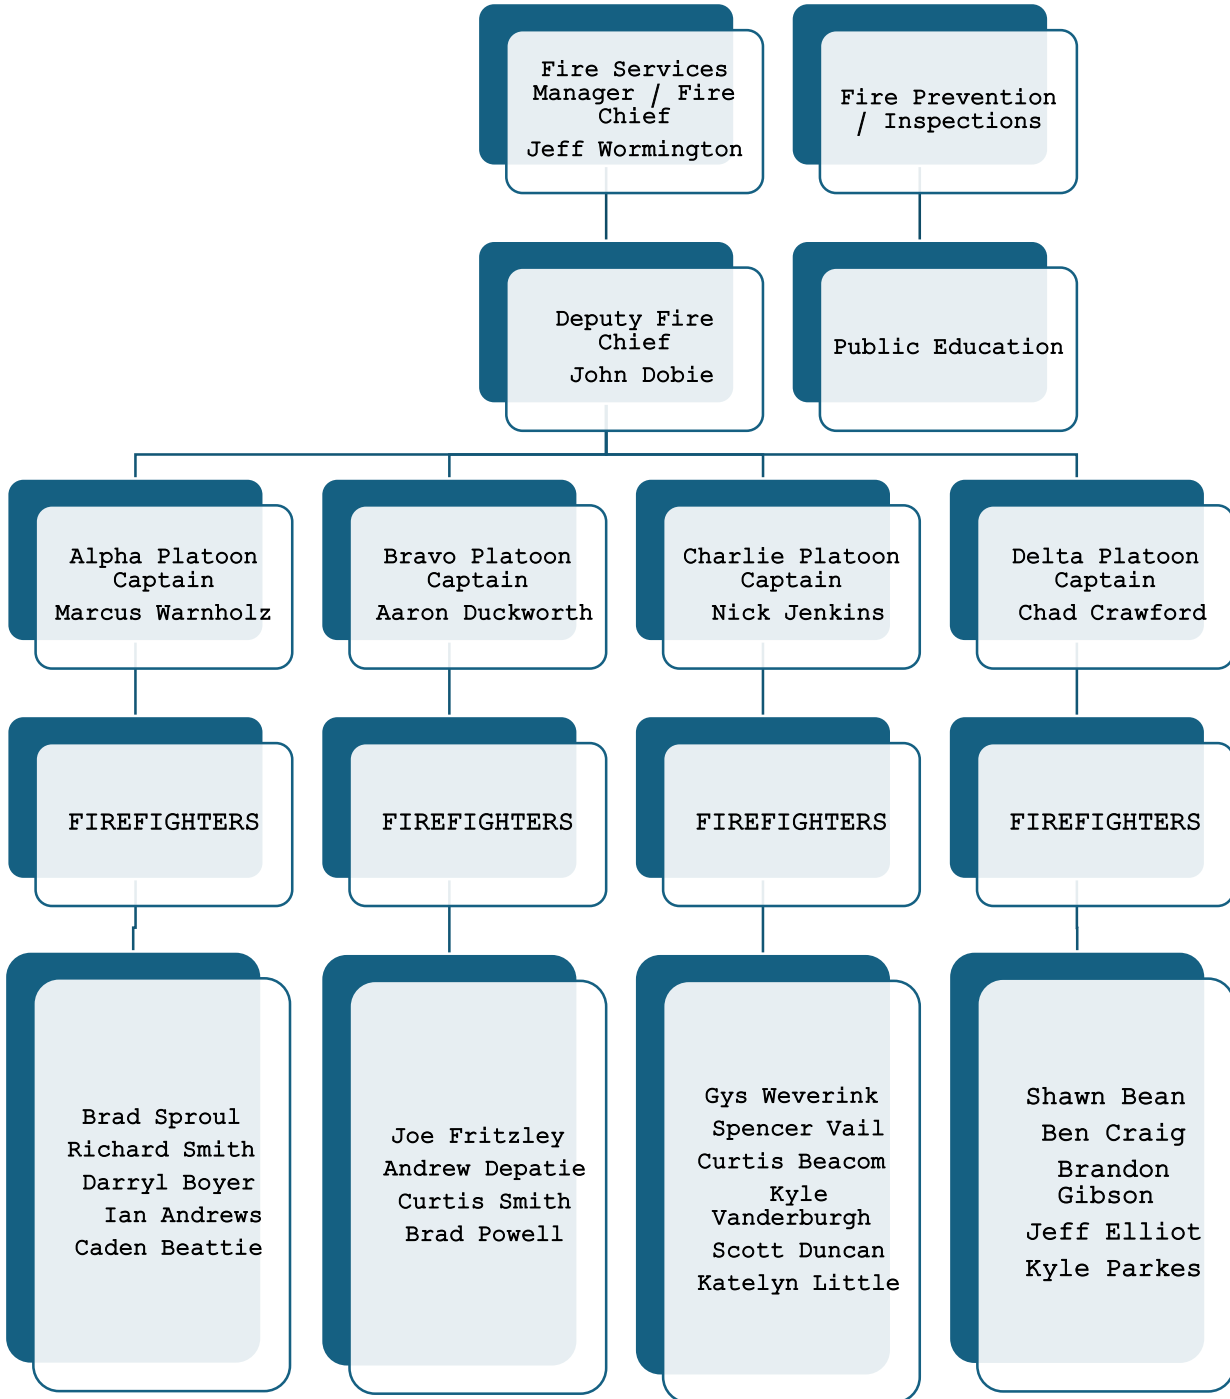 Fire Services
Manager / Fire
Chief
Jeff Wormington
Fire Prevention
/ Inspections
Deputy Fire
Chief
John Dobie
Public Education
Alpha Platoon
Captain
Marcus Warnholz
Bravo Platoon
Captain
Aaron Duckworth
Charlie Platoon
Captain
Nick Jenkins
Delta Platoon
Captain
Chad Crawford
FIREFIGHTERS
FIREFIGHTERS
FIREFIGHTERS
FIREFIGHTERS
Brad Sproul
Richard Smith
Darryl Boyer
Ian Andrews
Caden Beattie
Joe Fritzley
Andrew Depatie
Curtis Smith
Brad Powell
Gys Weverink
Spencer Vail
Curtis Beacom
Kyle
Vanderburgh
Scott Duncan
Katelyn Little
Shawn Bean
Ben Craig
Brandon
Gibson
Jeff Elliot
Kyle Parkes